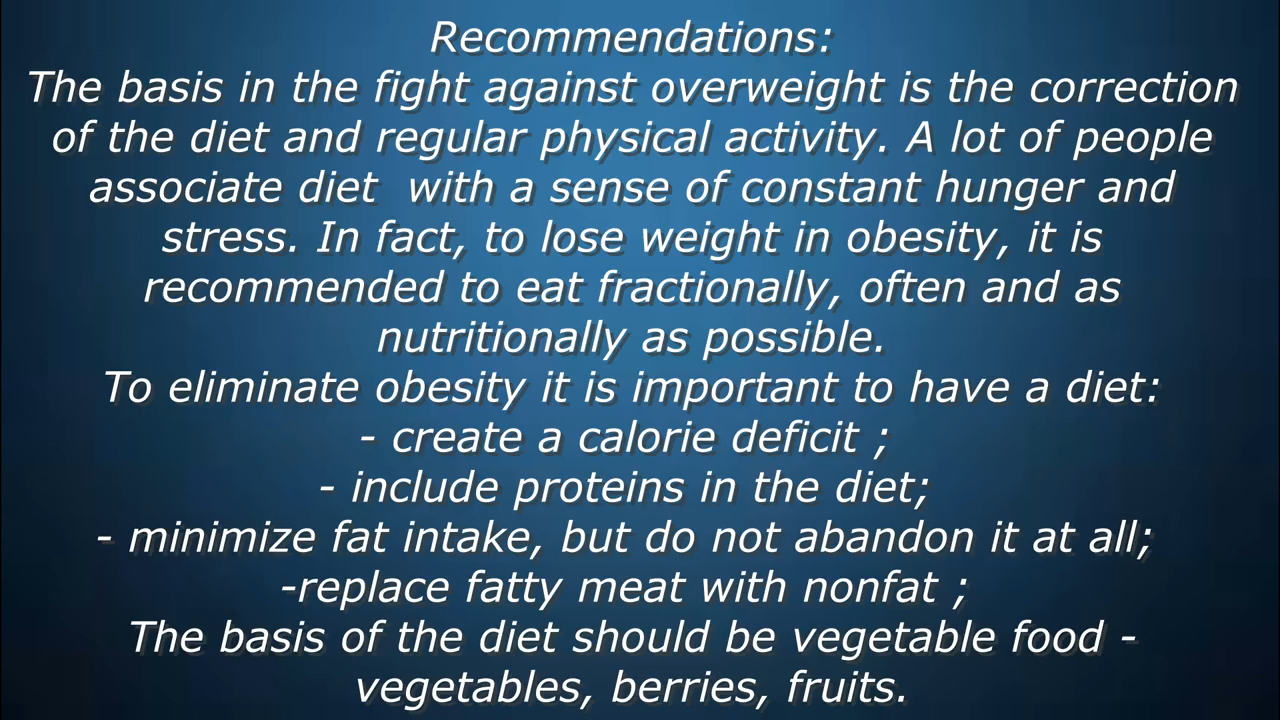 Recommendations:
The basis in the fight against overweight is the correction
of the diet and regular physical activity. A lot of people
associate diet  with a sense of constant hunger and
stress. In fact, to lose weight in obesity, it is
recommended to eat fractionally, often and as
nutritionally as possible.
To eliminate obesity it is important to have a diet:
- create a calorie deficit ;
- include proteins in the diet;
- minimize fat intake, but do not abandon it at all;
-replace fatty meat with nonfat ;
The basis of the diet should be vegetable food -
vegetables, berries, fruits.